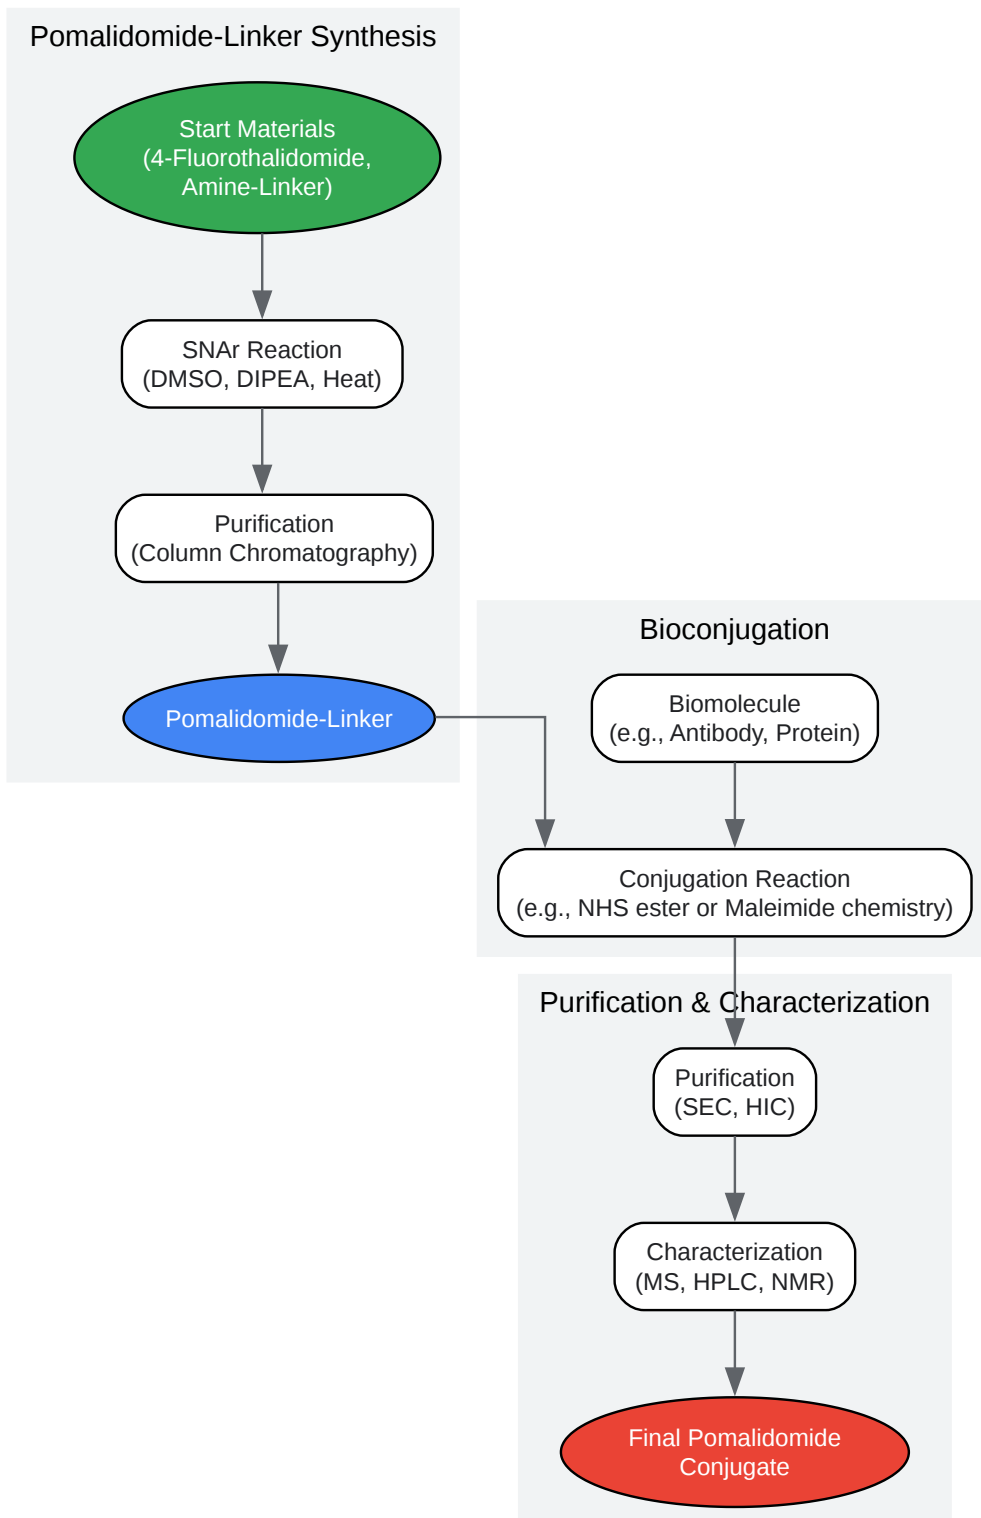 Pomalidomide-Linker Synthesis
Start Materials
(4-Fluorothalidomide,
Amine-Linker)
SNAr Reaction
(DMSO, DIPEA, Heat)
Purification
(Column Chromatography)
Pomalidomide-Linker
Bioconjugation
Biomolecule
(e.g., Antibody, Protein)
Conjugation Reaction
(e.g., NHS ester or Maleimide chemistry)
Purification & Characterization
Purification
(SEC, HIC)
Characterization
(MS, HPLC, NMR)
Final Pomalidomide
Conjugate